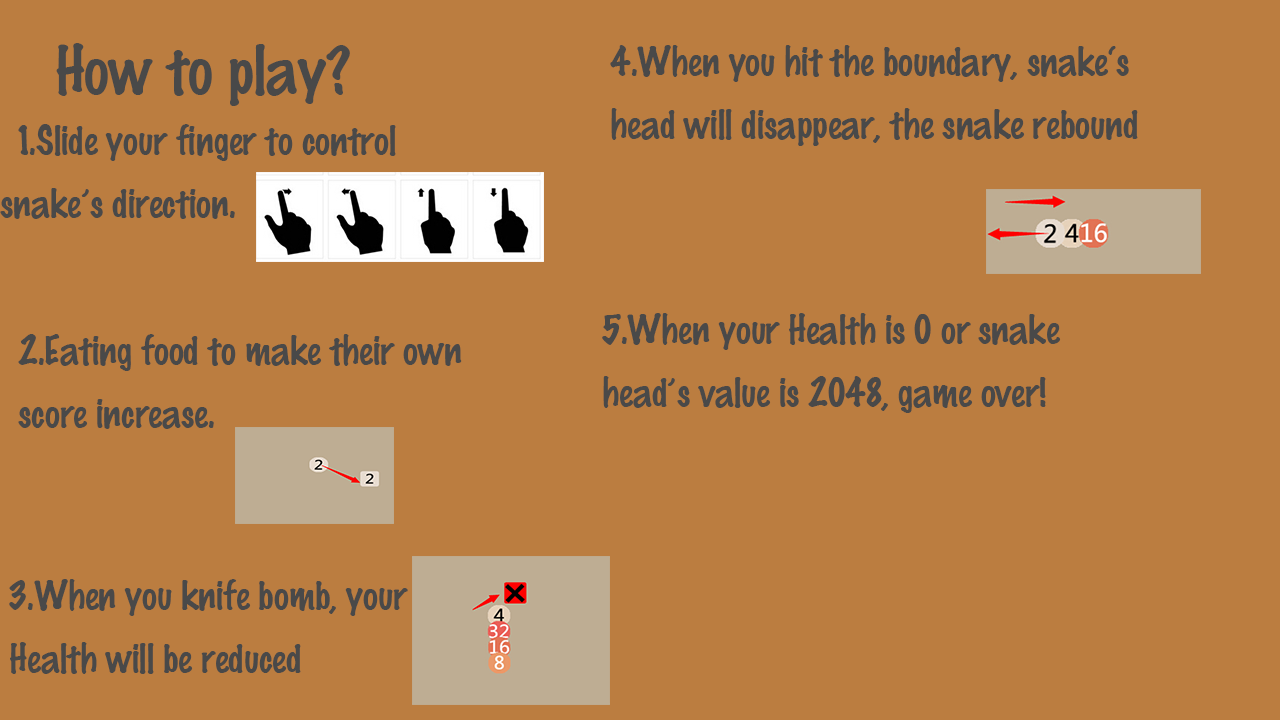 How to play?
1.Slide your finger to control
snake's direction.
2.Eating food to make their own
score increase.
2
2
3.When you knife bomb, your
Health will be reduced
4
32
16
8
4.When you hit the boundary, snake's
head will disappear, the snake rebound
2 4 16
5.When your Health is 0 or snake
head's value is 2048, game over!